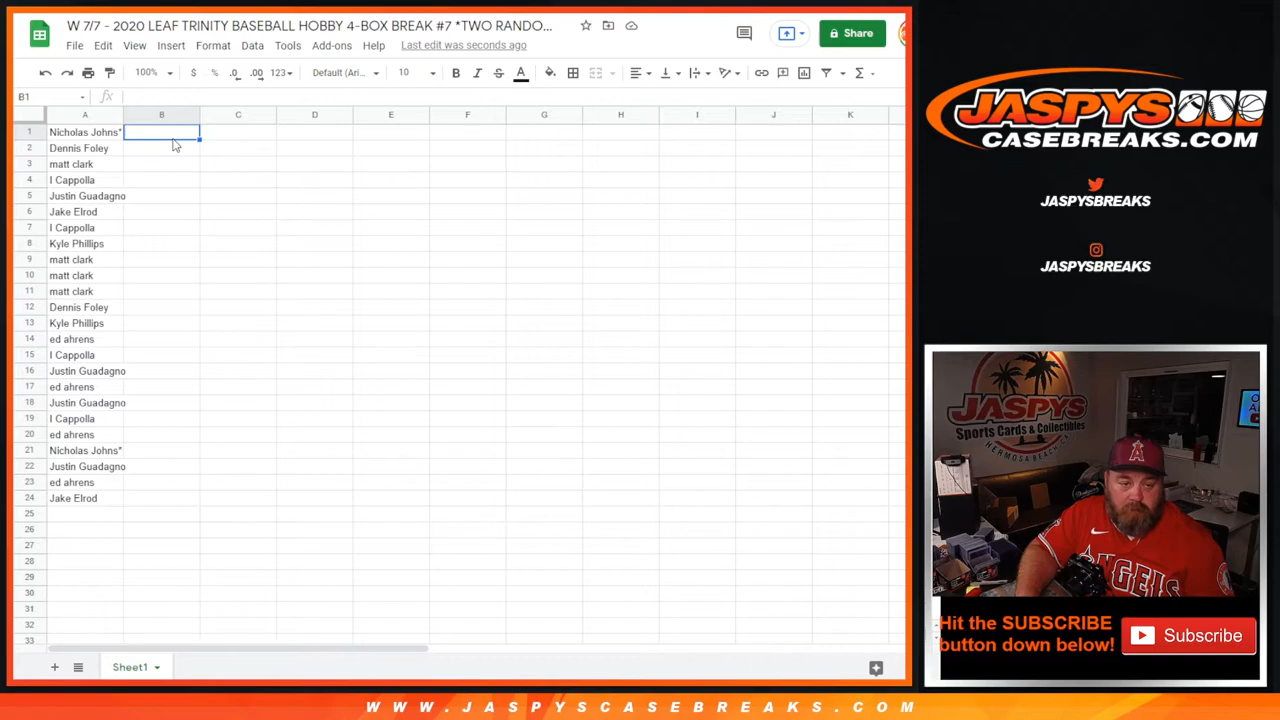 W 7/7 - 2020 LEAF TRINITY BASEBALL HOBBY 4-BOX BREAK #7 *TWO RANDO...
File Edit View Insert Format Data Tools Add-ons Help Last edit was seconds ago
Share
100% $ % .0 .00 123 Default (Ari... 10 B I S A
B1 fx
A B C D E F G H I J K
1 Nicholas Johns*
2 Dennis Foley
3 matt clark
4 I Cappolla
5 Justin Guadagno
6 Jake Elrod
7 I Cappolla
8 Kyle Phillips
9 matt clark
10 matt clark
11 matt clark
12 Dennis Foley
13 Kyle Phillips
14 ed ahrens
15 I Cappolla
16 Justin Guadagno
17 ed ahrens
18 Justin Guadagno
19 I Cappolla
20 ed ahrens
21 Nicholas Johns*
22 Justin Guadagno
23 ed ahrens
24 Jake Elrod
25
26
27
28
29
30
31
32
33
Sheet1
JASPYS
CASEBREAKS.COM
JASPYSBREAKS
JASPYSBREAKS
JASPYS
Sports Cards & Collectibles
HERMOSA BEACH, CA
ANGELS
Hit the SUBSCRIBE
button down below!
Subscribe
WWW.JASPYSCASEBREAKS.COM